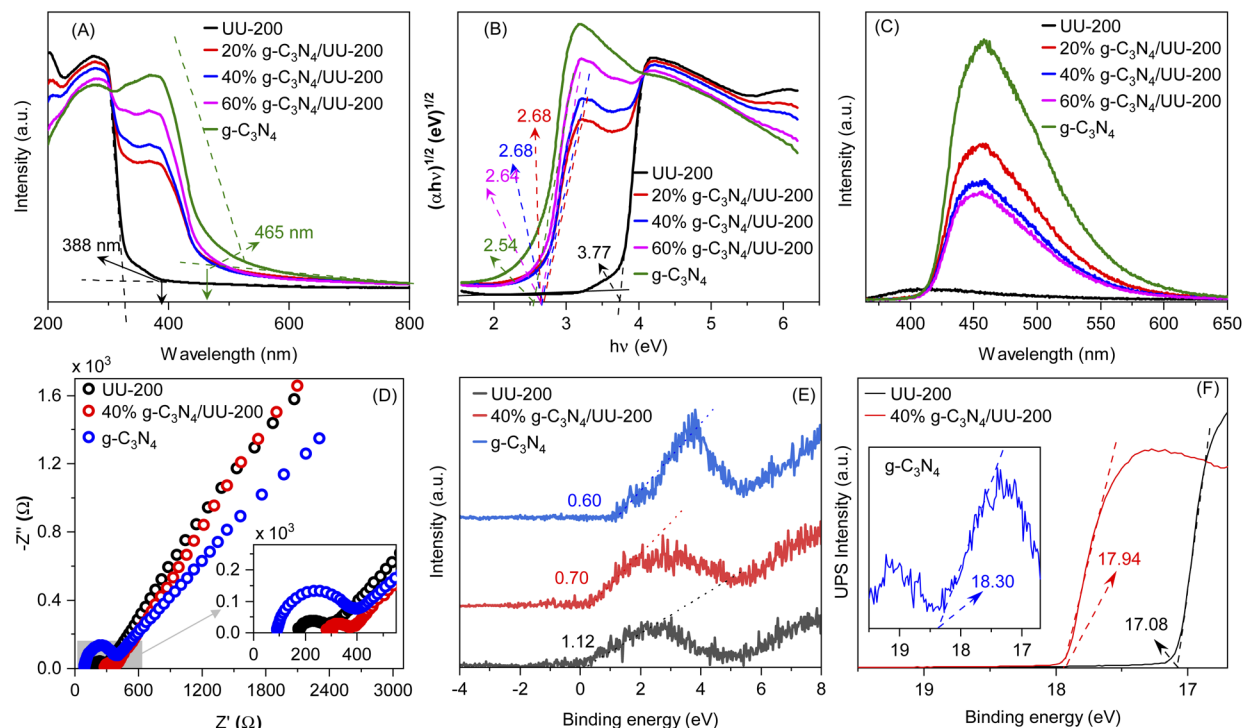 (A)
UU-200
20% g-C₃N₄/UU-200
40% g-C₃N₄/UU-200
60% g-C₃N₄/UU-200
g-C₃N₄
388 nm
465 nm
200
400
600
800
Wavelength (nm)
Intensity (a.u.)
(B)
2.68
2.68
2.64
2.54
3.77
UU-200
20% g-C₃N₄/UU-200
40% g-C₃N₄/UU-200
60% g-C₃N₄/UU-200
g-C₃N₄
2
3
4
5
6
hν (eV)
(αhν)¹ᐟ² (eV)¹ᐟ²
(C)
UU-200
20% g-C₃N₄/UU-200
40% g-C₃N₄/UU-200
60% g-C₃N₄/UU-200
g-C₃N₄
400
450
500
550
600
650
Wavelength (nm)
Intensity (a.u.)
x 10³
(D)
UU-200
40% g-C₃N₄/UU-200
g-C₃N₄
1.6
1.2
0.8
0.4
0.0
0
600
1200
1800
2400
3000
Z' (Ω)
-Z'' (Ω)
x 10³
0.2
0.1
0.0
0
200
400
(E)
UU-200
40% g-C₃N₄/UU-200
g-C₃N₄
0.60
0.70
1.12
-4
-2
0
2
4
6
8
Binding energy (eV)
Intensity (a.u.)
(F)
UU-200
40% g-C₃N₄/UU-200
g-C₃N₄
18.30
19
18
17
17.94
17.08
19
18
17
Binding energy (eV)
UPS Intensity (a.u.)